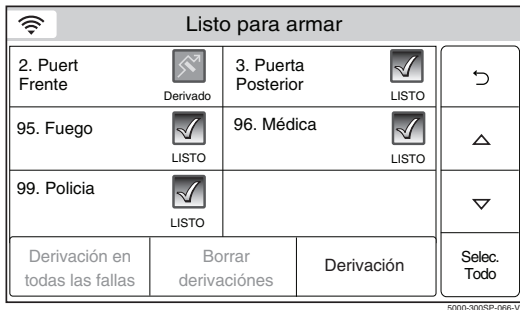 Listo para armar
2. Puert
Frente
Derivado
3. Puerta
Posterior
LISTO
95. Fuego
LISTO
96. Médica
LISTO
99. Policia
LISTO
Derivación en
todas las fallas
Borrar
derivaciónes
Derivación
Selec.
Todo
5000-300SP-066-V